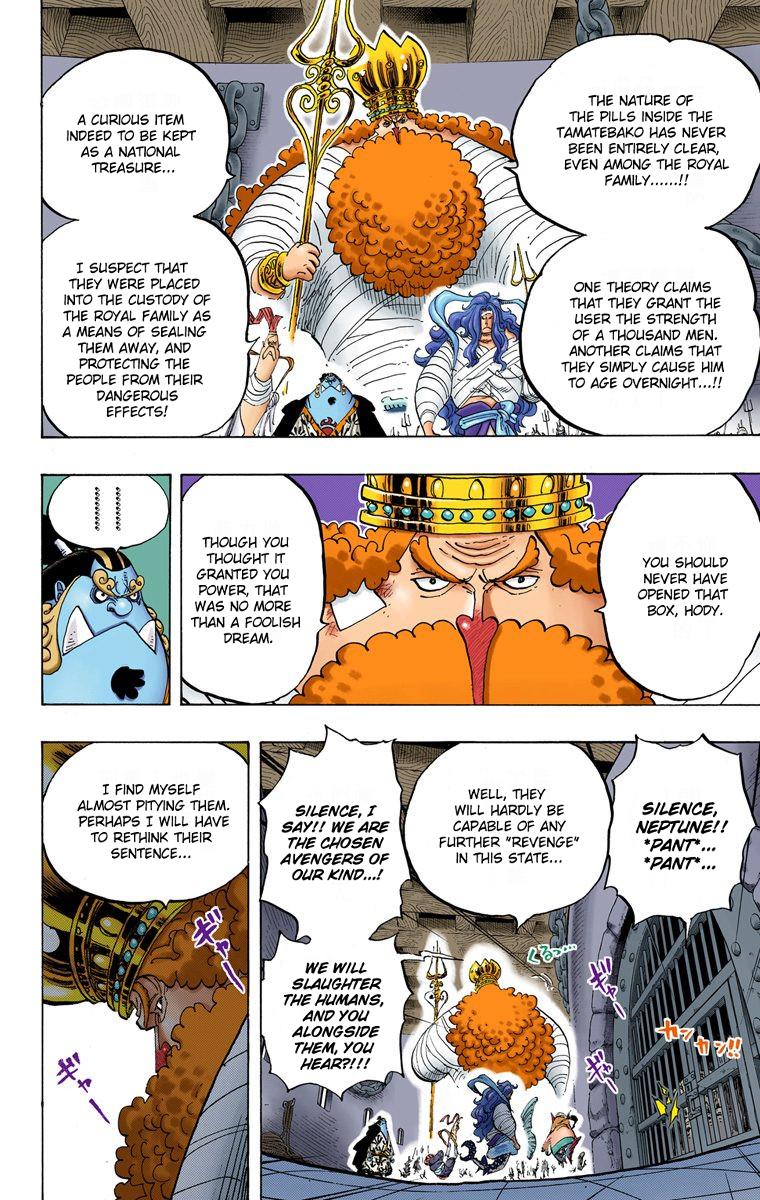 THE NATURE OF
THE PILLS INSIDE THE
TAMATEBAKO HAS NEVER
BEEN ENTIRELY CLEAR,
EVEN AMONG THE ROYAL
FAMILY......!!
ONE THEORY CLAIMS
THAT THEY GRANT THE
USER THE STRENGTH
OF A THOUSAND MEN.
ANOTHER CLAIMS THAT
THEY SIMPLY CAUSE HIM
TO AGE OVERNIGHT...!!
A CURIOUS ITEM
INDEED TO BE KEPT
AS A NATIONAL
TREASURE...
I SUSPECT THAT
THEY WERE PLACED
INTO THE CUSTODY OF
THE ROYAL FAMILY AS
A MEANS OF SEALING
THEM AWAY, AND
PROTECTING THE
PEOPLE FROM THEIR
DANGEROUS
EFFECTS!
YOU SHOULD
NEVER HAVE
OPENED THAT
BOX, HODY.
THOUGH YOU
THOUGHT IT
GRANTED YOU
POWER, THAT
WAS NO MORE
THAN A FOOLISH
DREAM.
SILENCE,
NEPTUNE!!
*PANT*...
*PANT*...
WELL, THEY
WILL HARDLY BE
CAPABLE OF ANY
FURTHER "REVENGE"
IN THIS STATE...
SILENCE, I
SAY!! WE ARE
THE CHOSEN
AVENGERS OF
OUR KIND...!
WE WILL
SLAUGHTER
THE HUMANS,
AND YOU
ALONGSIDE
THEM, YOU
HEAR?!!!
くるっ…
ギャー
カンカン!!
I FIND MYSELF
ALMOST PITYING THEM.
PERHAPS I WILL HAVE
TO RETHINK THEIR
SENTENCE...
ギャー
ギャー